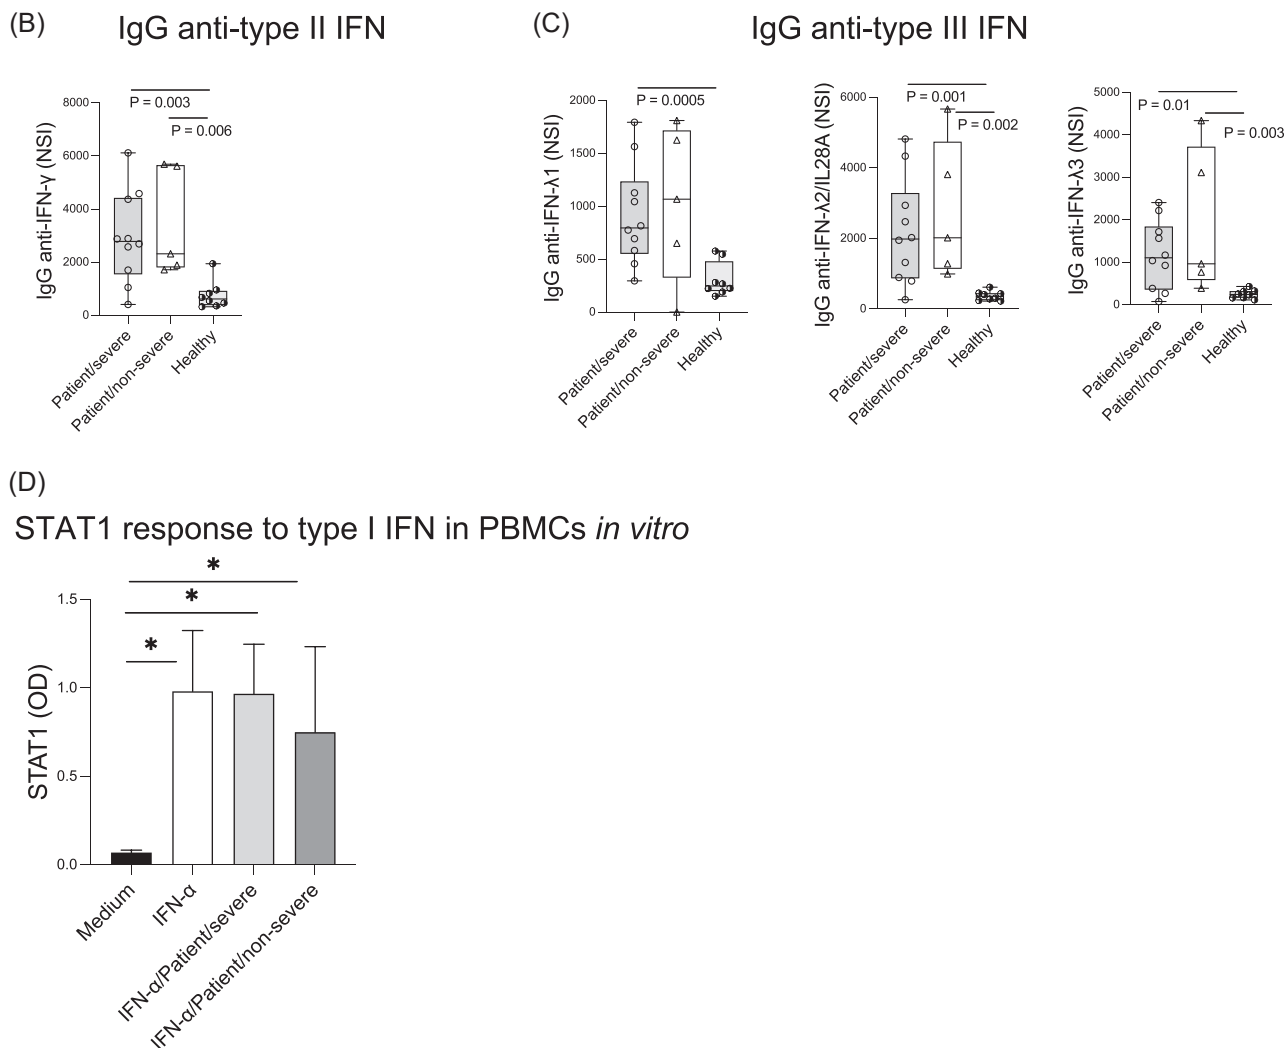 (B) IgG anti-type II IFN
IgG anti-IFN-γ (NSI)
8000
6000
4000
2000
0
P = 0.003
P = 0.006
Patient/severe
Patient/non-severe
Healthy
(C) IgG anti-type III IFN
IgG anti-IFN-λ1 (NSI)
2000
1500
1000
500
0
P = 0.0005
Patient/severe
Patient/non-severe
Healthy
IgG anti-IFN-λ2/IL28A (NSI)
6000
4000
2000
0
P = 0.001
P = 0.002
Patient/severe
Patient/non-severe
Healthy
IgG anti-IFN-λ3 (NSI)
5000
4000
3000
2000
1000
0
P = 0.01
P = 0.003
Patient/severe
Patient/non-severe
Healthy
(D)
STAT1 response to type I IFN in PBMCs in vitro
STAT1 (OD)
1.5
1.0
0.5
0.0
*
*
*
Medium
IFN-α
IFN-α/Patient/severe
IFN-α/Patient/non-severe